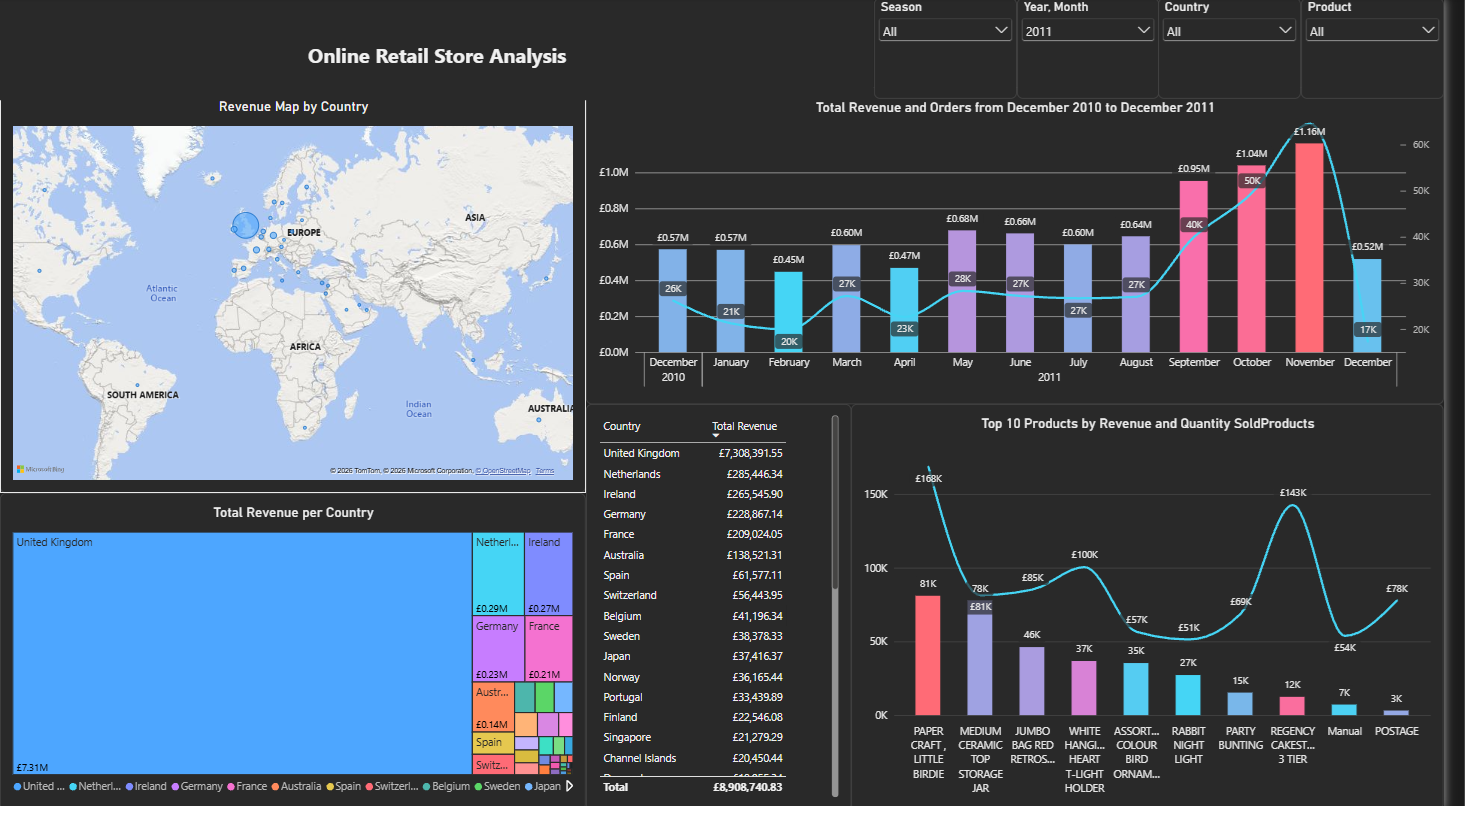 Season
All
Year, Month
2011
Country
All
Product
All
Online Retail Store Analysis
Revenue Map by Country
ASIA
EUROPE
Atlantic
Ocean
AFRICA
SOUTH AMERICA
Indian
Ocean
AUSTRALIA
Microsoft Bing
© 2026 TomTom, © 2026 Microsoft Corporation, © OpenStreetMap Terms
Total Revenue and Orders from December 2010 to December 2011
£1.0M
£0.8M
£0.6M
£0.4M
£0.2M
£0.0M
60K
50K
40K
30K
20K
£0.57M
£0.57M
£0.45M
£0.60M
£0.47M
£0.68M
£0.66M
£0.60M
£0.64M
£0.95M
£1.04M
£1.16M
£0.52M
26K
21K
20K
27K
23K
28K
27K
27K
27K
40K
50K
17K
December January February March April May June July August September October November December
2010 2011
Total Revenue per Country
United Kingdom
£7.31M
Netherl...
£0.29M
Ireland
£0.27M
Germany
£0.23M
France
£0.21M
Austr...
£0.14M
Spain
Switz...
United ... Netherl... Ireland Germany France Australia Spain Switzerl... Belgium Sweden Japan
Country Total Revenue
United Kingdom £7,308,391.55
Netherlands £285,446.34
Ireland £265,545.90
Germany £228,867.14
France £209,024.05
Australia £138,521.31
Spain £61,577.11
Switzerland £56,443.95
Belgium £41,196.34
Sweden £38,378.33
Japan £37,416.37
Norway £36,165.44
Portugal £33,439.89
Finland £22,546.08
Singapore £21,279.29
Channel Islands £20,450.44
Total £8,908,740.83
Top 10 Products by Revenue and Quantity SoldProducts
150K
100K
50K
0K
£168K
£81K
£85K
£100K
£57K
£51K
£69K
£143K
£54K
£78K
81K
78K
46K
37K
35K
27K
15K
12K
7K
3K
PAPER
CRAFT ,
LITTLE
BIRDIE
MEDIUM
CERAMIC
TOP
STORAGE
JAR
JUMBO
BAG RED
RETROS...
WHITE
HANGI...
HEART
T-LIGHT
HOLDER
ASSORT...
COLOUR
BIRD
ORNAM...
RABBIT
NIGHT
LIGHT
PARTY
BUNTING
REGENCY
CAKEST...
3 TIER
Manual
POSTAGE